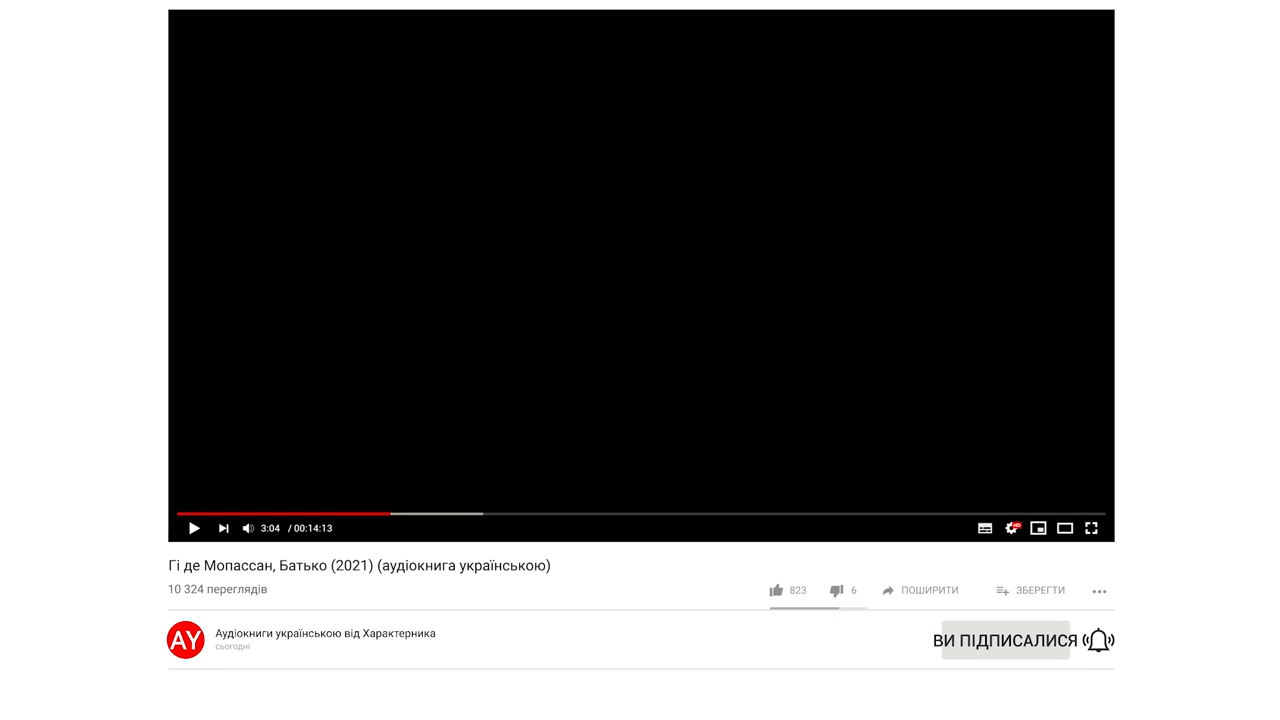 3:04 / 00:14:13
HD
Гі де Мопассан, Батько (2021) (аудіокнига українською)
10 324 переглядів
823 6 ПОШИРИТИ ЗБЕРЕГТИ
АУ Аудіокниги українською від Характерника
сьогодні
ВИ ПІДПИСАЛИСЯ